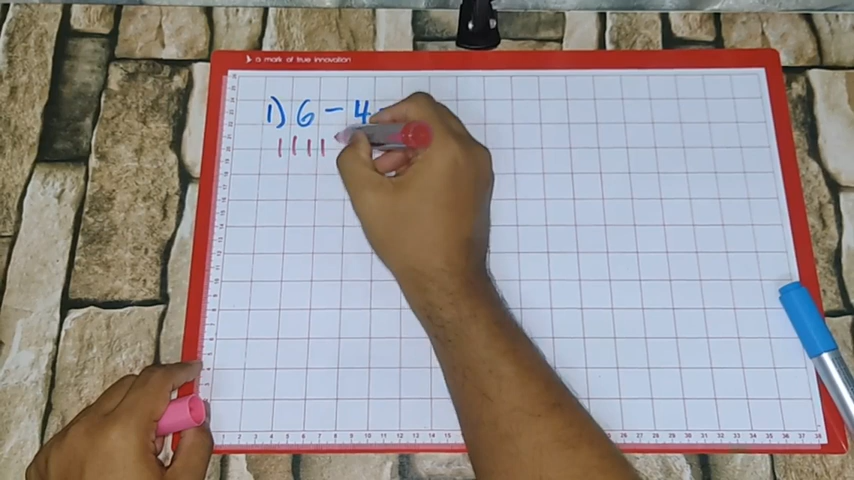 a mark of true innovation
1) 6 - 4
| | | |